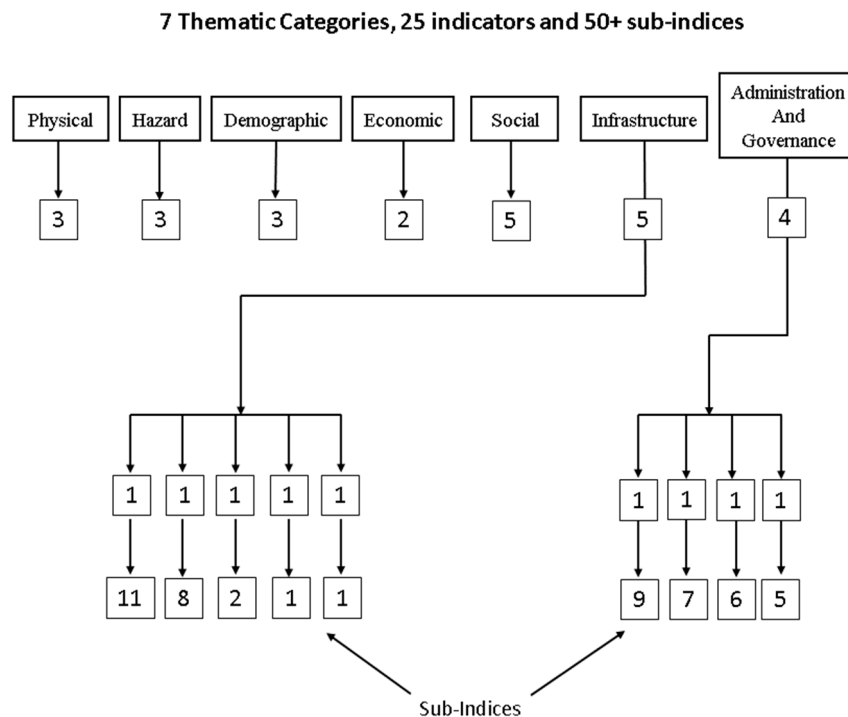 7 Thematic Categories, 25 indicators and 50+ sub-indices
Physical
Hazard
Demographic
Economic
Social
Infrastructure
Administration
And
Governance
3
3
3
2
5
5
4
1
1
1
1
1
1
1
1
1
11
8
2
1
1
9
7
6
5
Sub-Indices